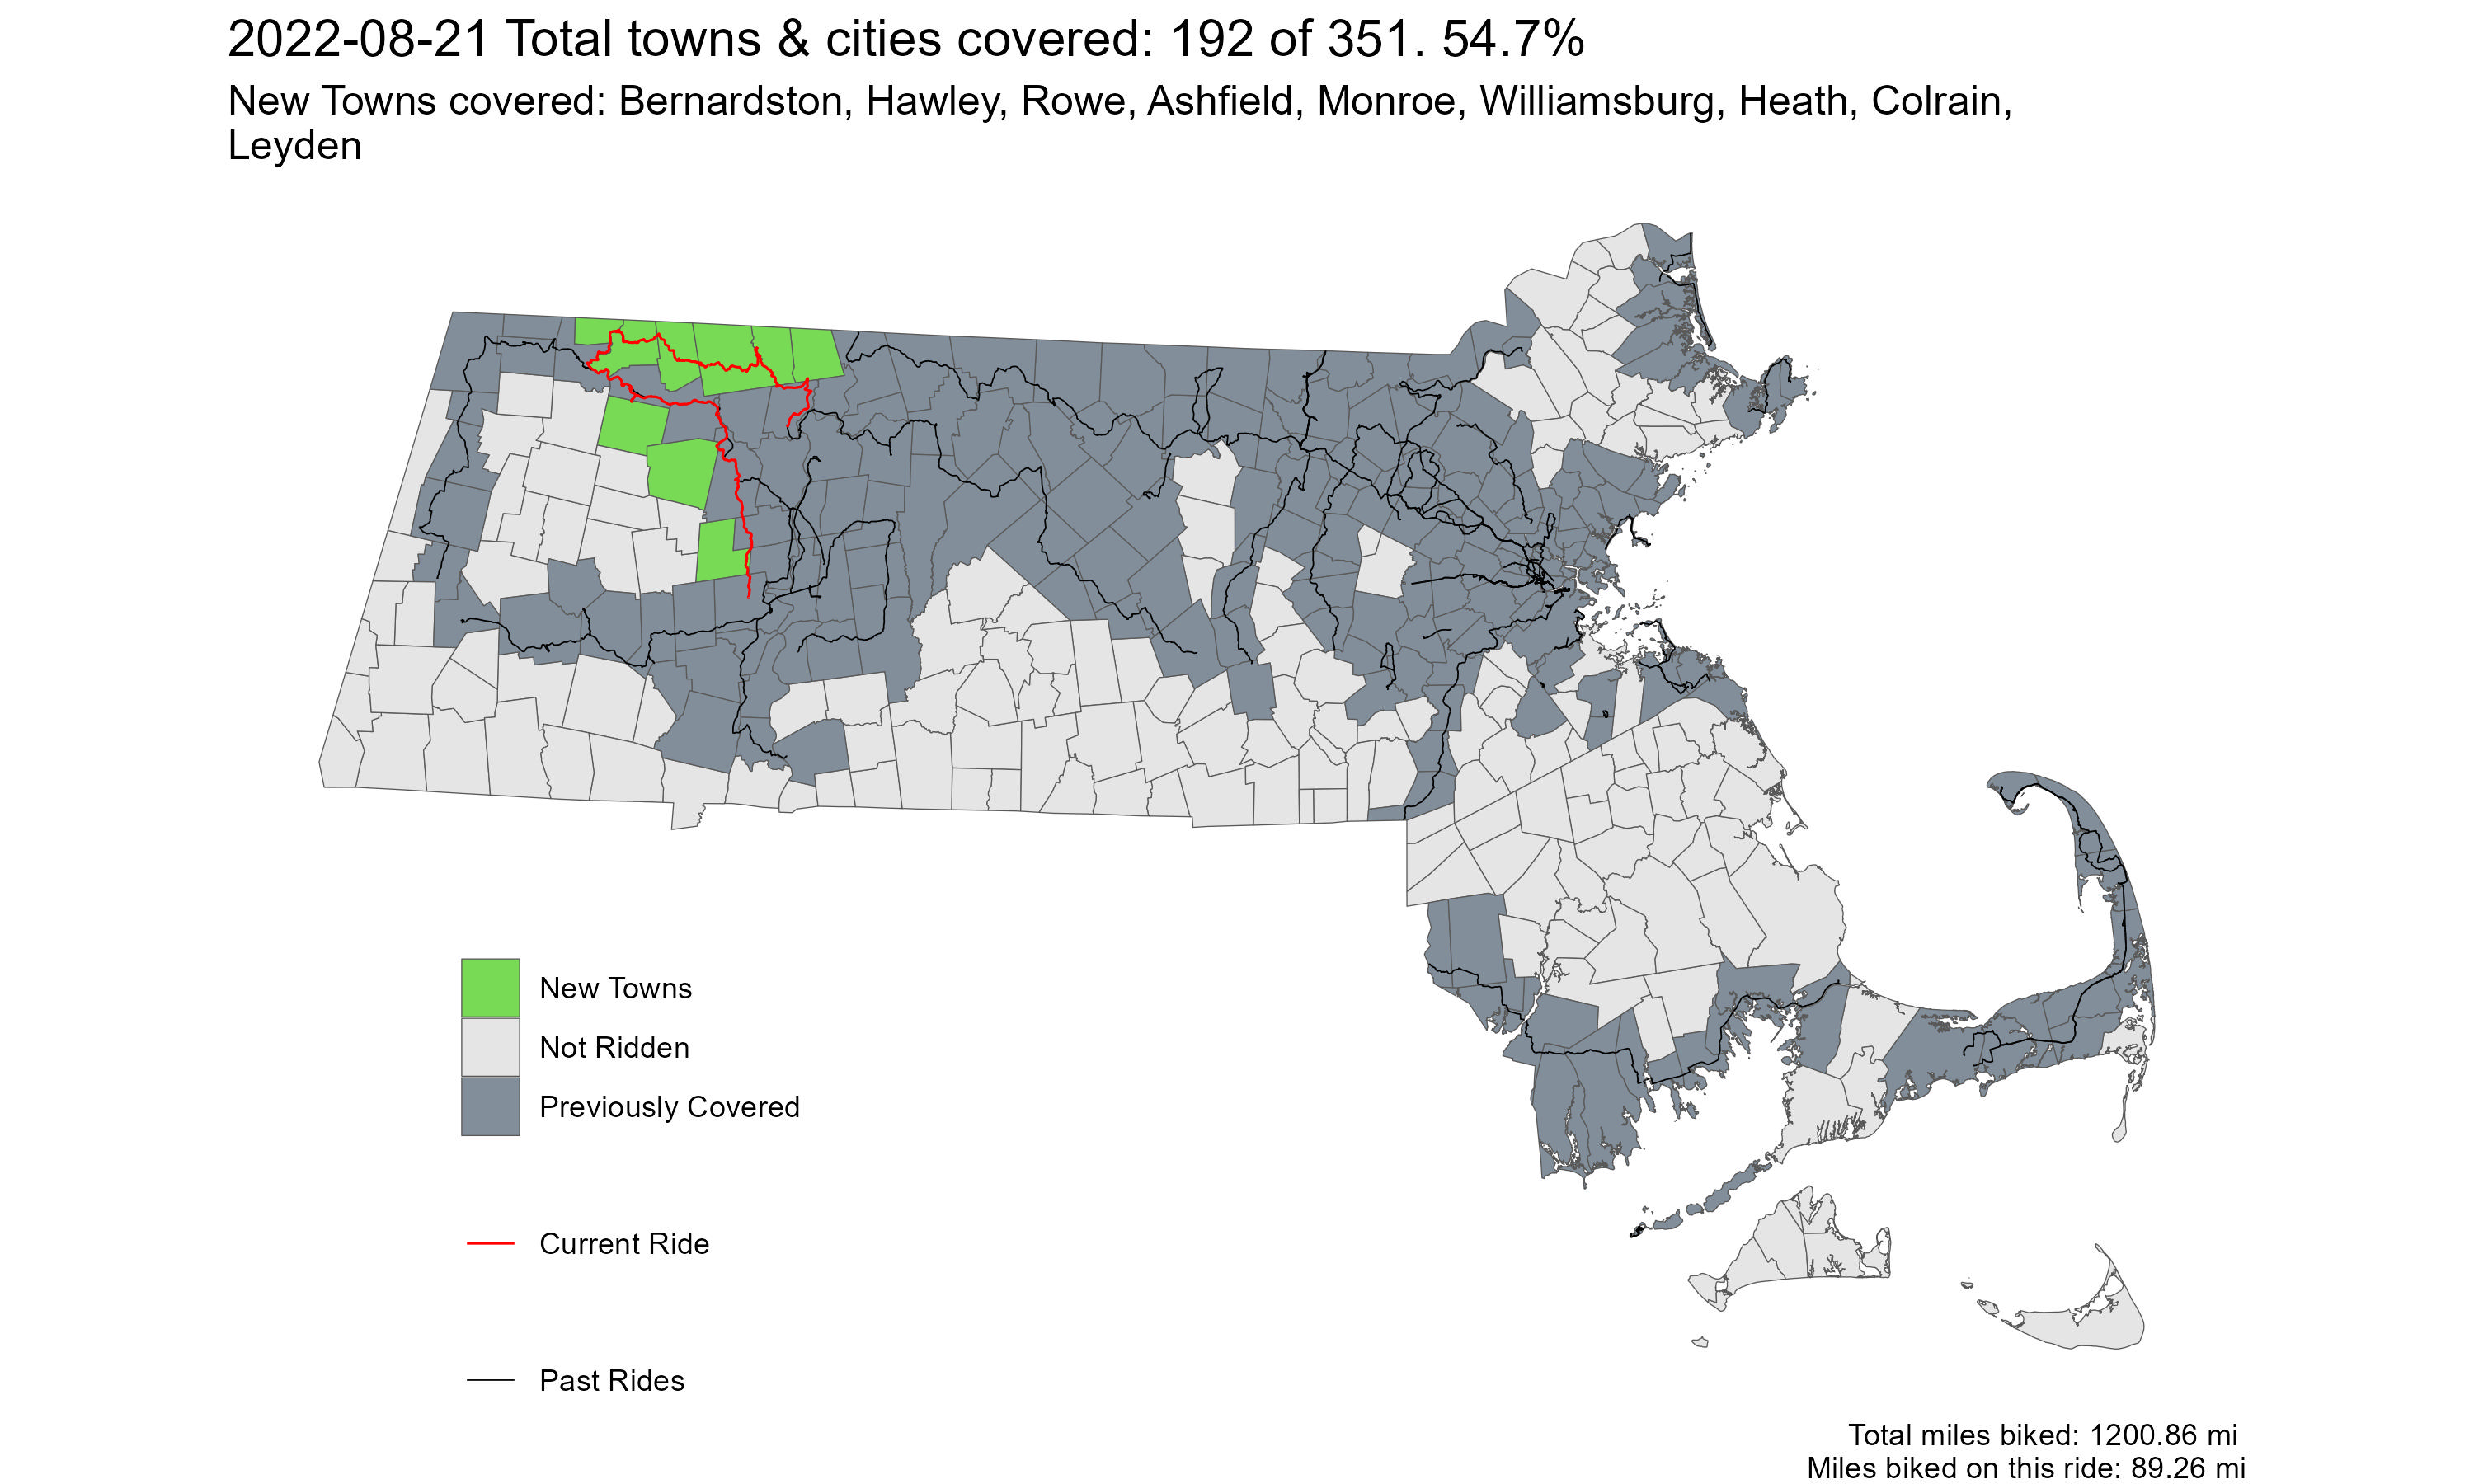 2022-08-21 Total towns & cities covered: 192 of 351. 54.7%
New Towns covered: Bernardston, Hawley, Rowe, Ashfield, Monroe, Williamsburg, Heath, Colrain,
Leyden
New Towns
Not Ridden
Previously Covered
Current Ride
Past Rides
Total miles biked: 1200.86 mi
Miles biked on this ride: 89.26 mi